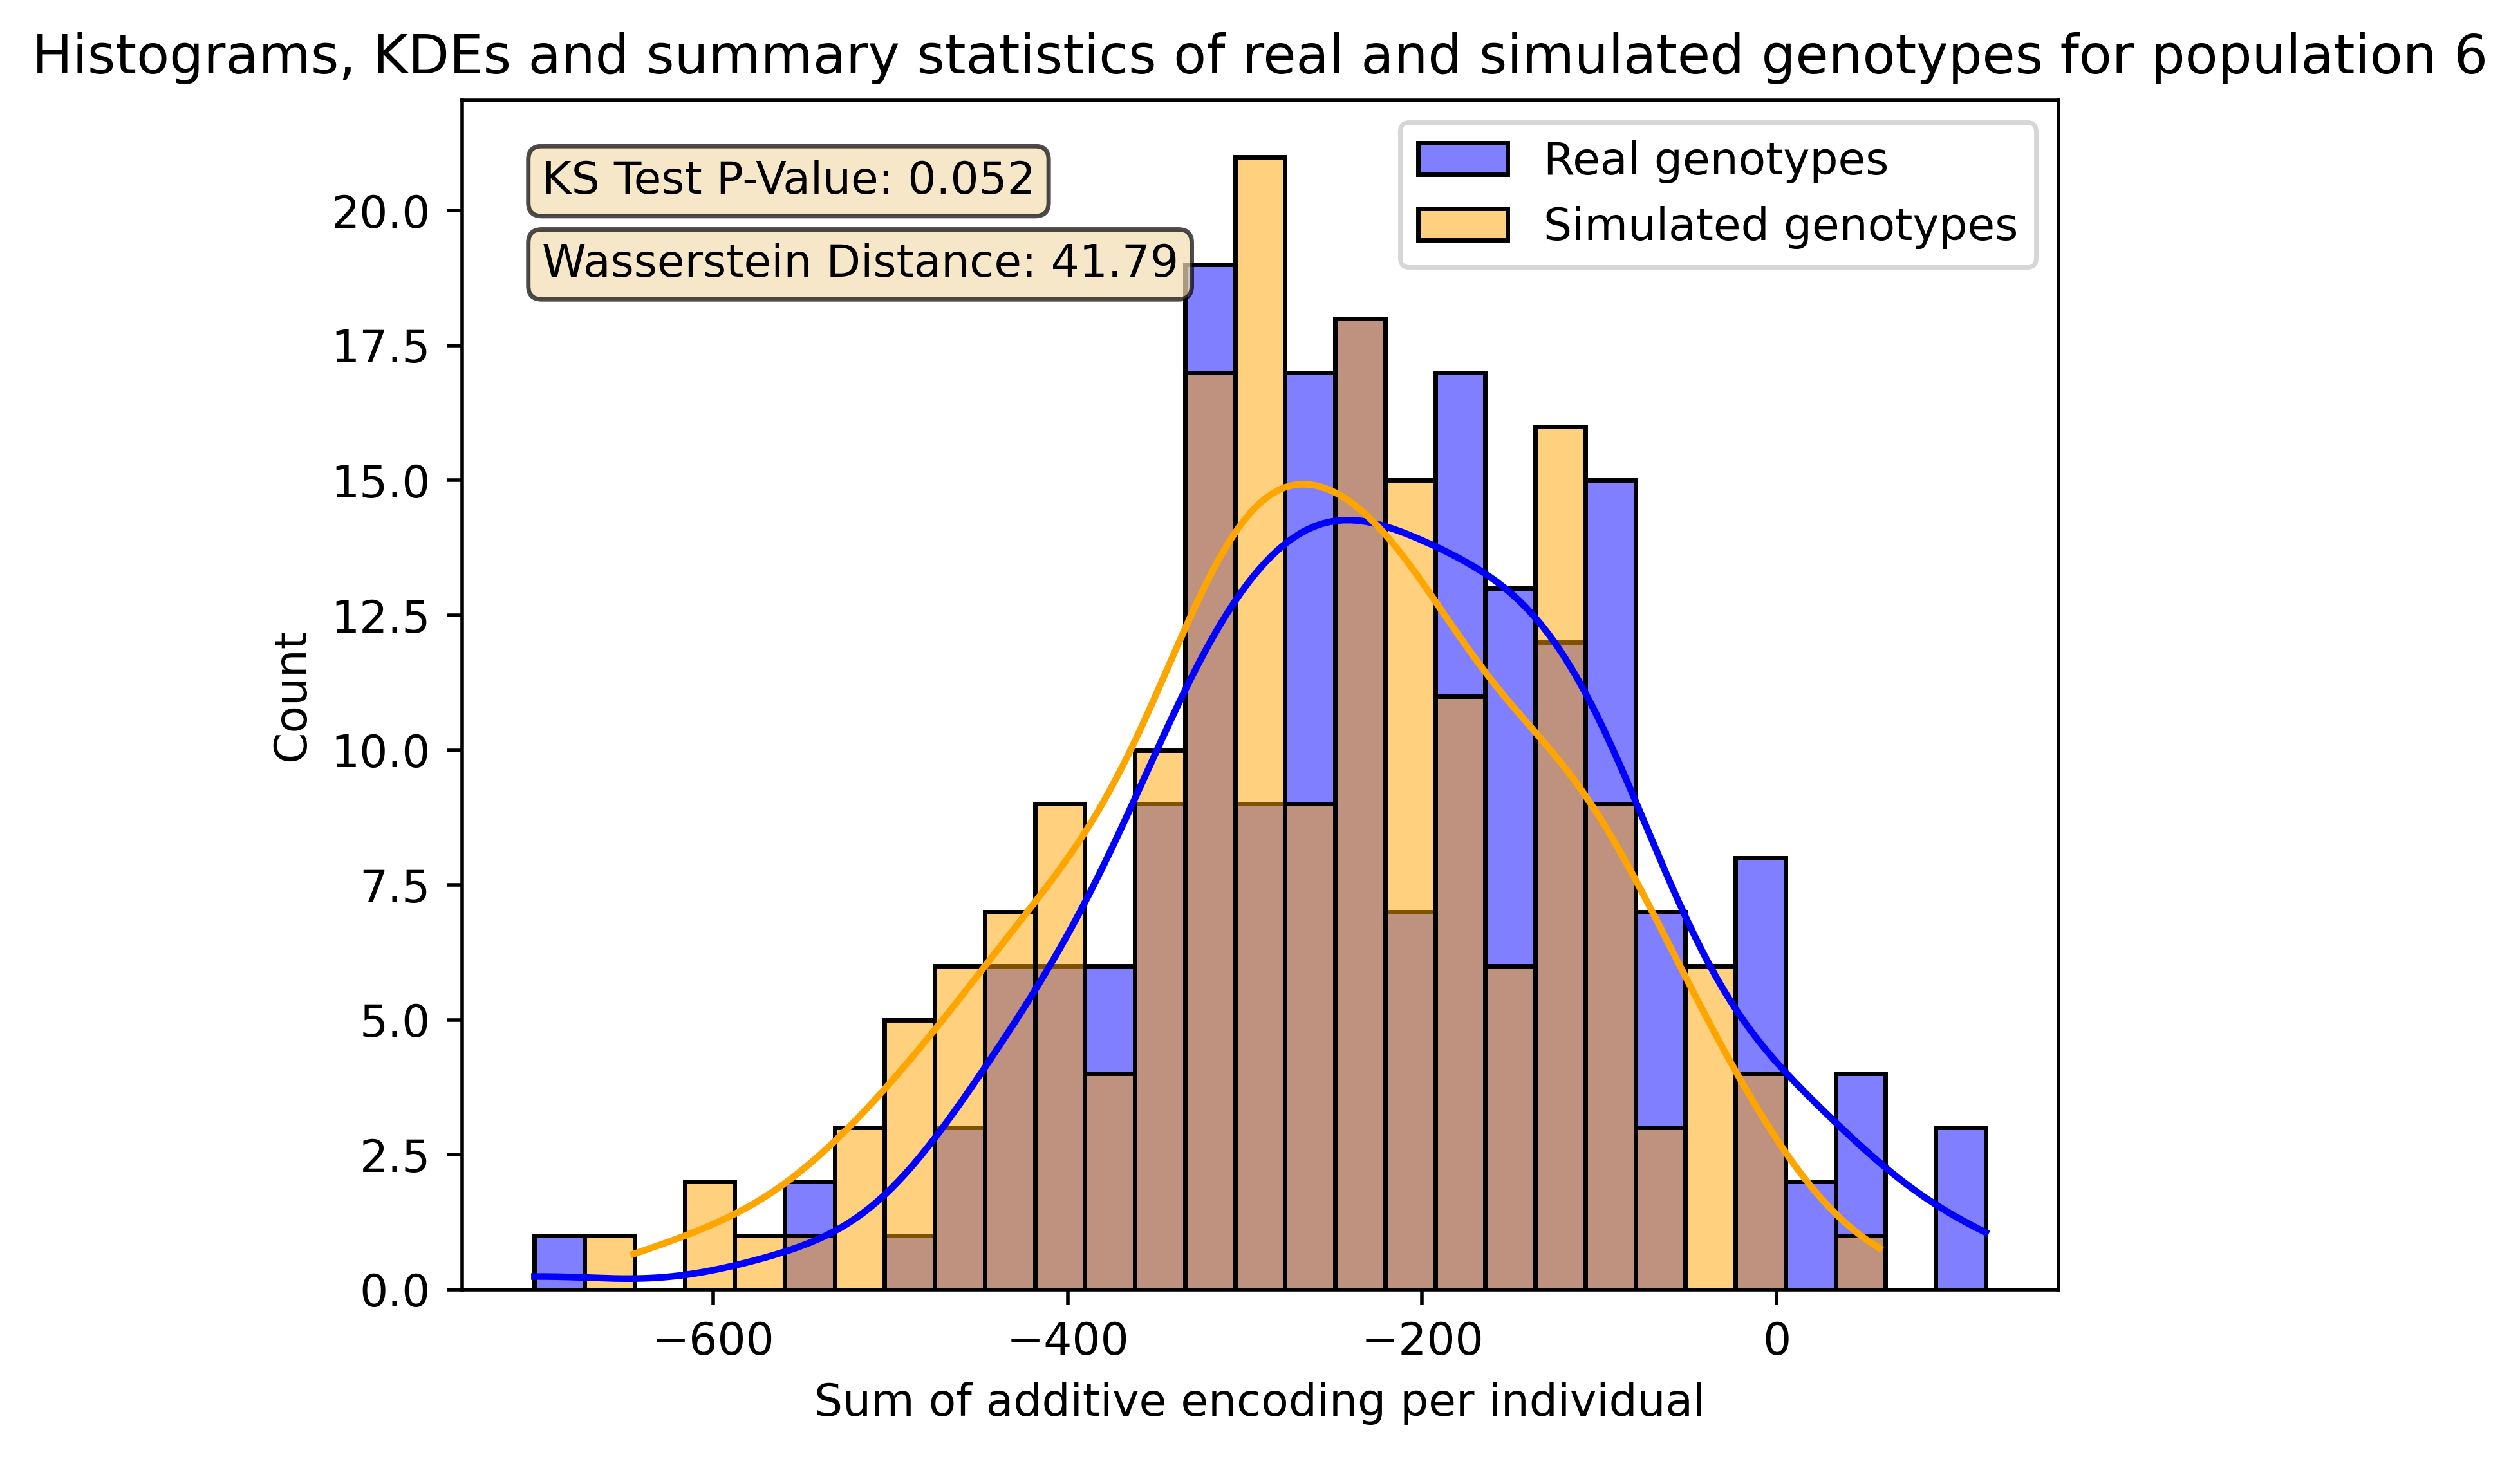 Histograms, KDEs and summary statistics of real and simulated genotypes for population 6
KS Test P-Value: 0.052
Wasserstein Distance: 41.79
Real genotypes
Simulated genotypes
Count
20.0
17.5
15.0
12.5
10.0
7.5
5.0
2.5
0.0
−600
−400
−200
0
Sum of additive encoding per individual